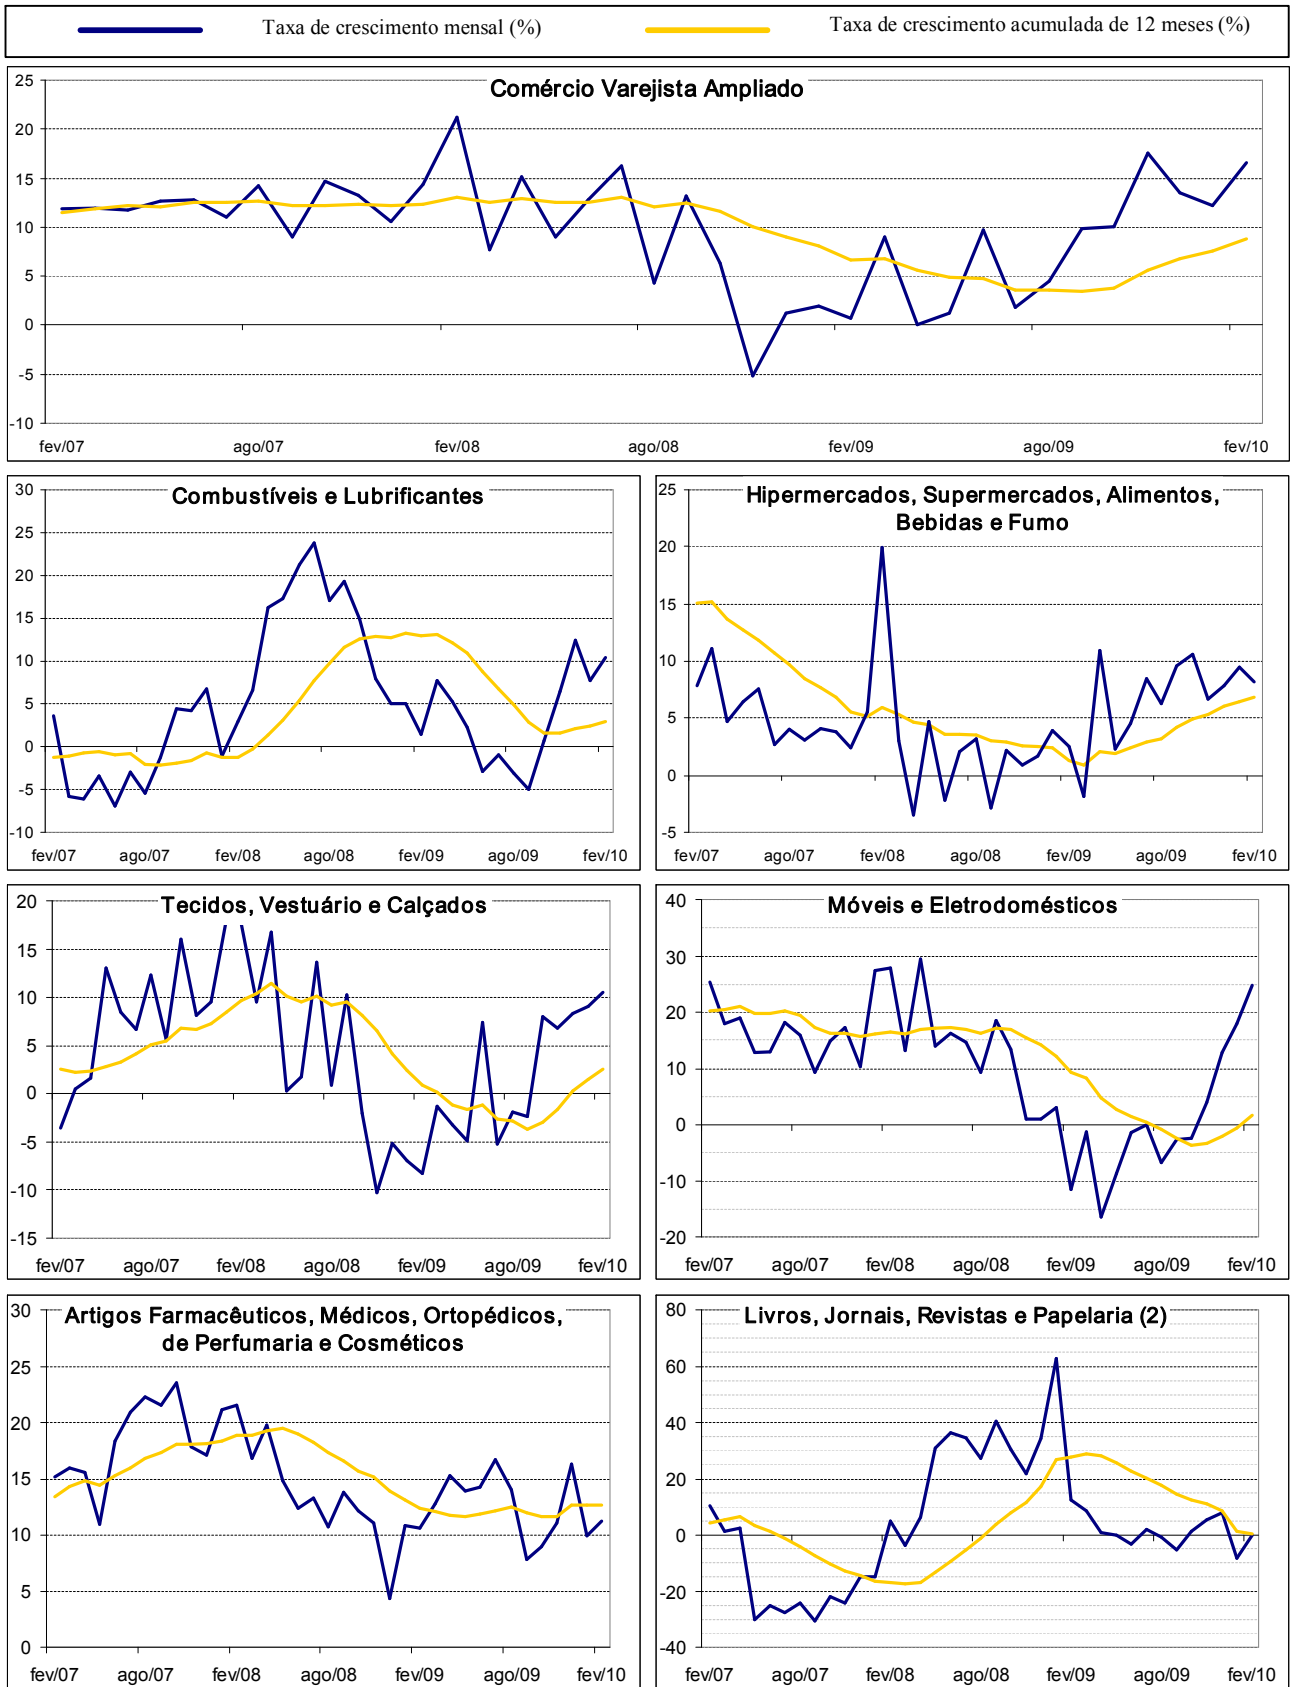 Taxa de crescimento mensal (%)
Taxa de crescimento acumulada de 12 meses (%)
Comércio Varejista Ampliado
25
20
15
10
5
0
-5
-10
fev/07 ago/07 fev/08 ago/08 fev/09 ago/09 fev/10
Combustíveis e Lubrificantes
30
25
20
15
10
5
0
-5
-10
fev/07 ago/07 fev/08 ago/08 fev/09 ago/09 fev/10
Hipermercados, Supermercados, Alimentos,
Bebidas e Fumo
25
20
15
10
5
0
-5
fev/07 ago/07 fev/08 ago/08 fev/09 ago/09 fev/10
Tecidos, Vestuário e Calçados
20
15
10
5
0
-5
-10
-15
fev/07 ago/07 fev/08 ago/08 fev/09 ago/09 fev/10
Móveis e Eletrodomésticos
40
30
20
10
0
-10
-20
fev/07 ago/07 fev/08 ago/08 fev/09 ago/09 fev/10
Artigos Farmacêuticos, Médicos, Ortopédicos,
de Perfumaria e Cosméticos
30
25
20
15
10
5
0
fev/07 ago/07 fev/08 ago/08 fev/09 ago/09 fev/10
Livros, Jornais, Revistas e Papelaria (2)
80
60
40
20
0
-20
-40
fev/07 ago/07 fev/08 ago/08 fev/09 ago/09 fev/10